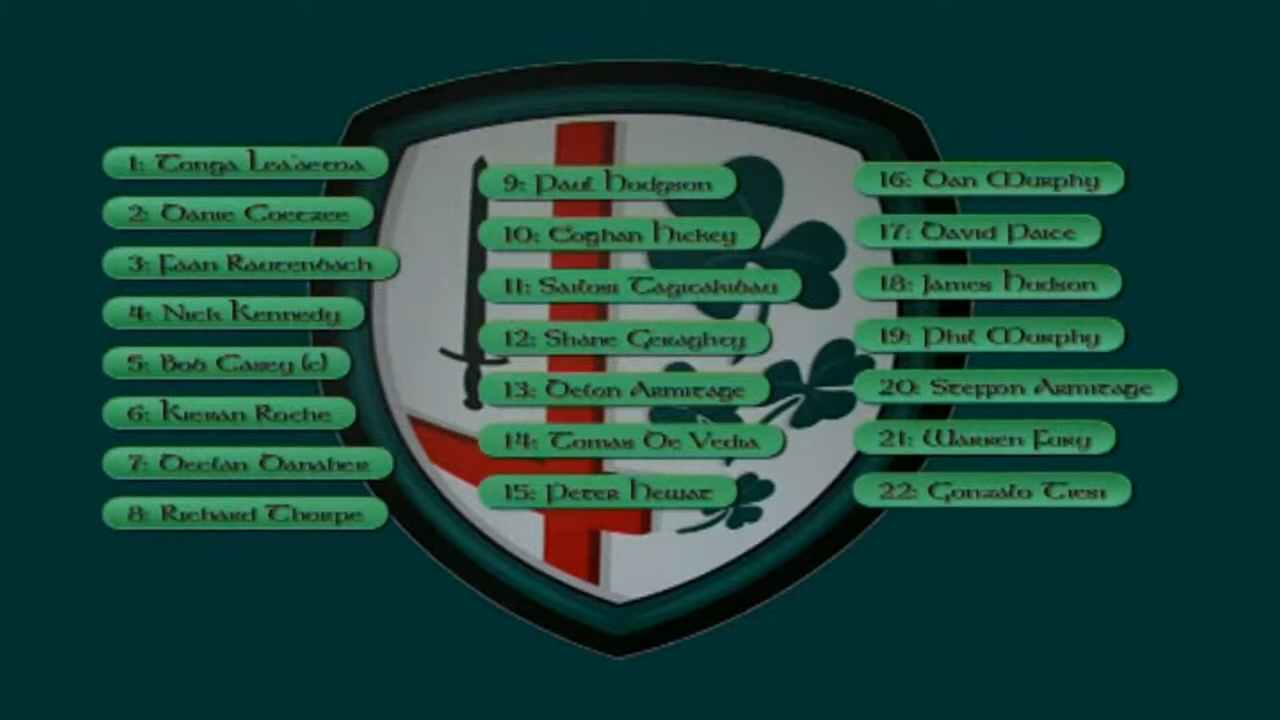 1: Tonga Lea'aetoa
2: Danie Coetzee
3: Faan Rautenbach
4: Nick Kennedy
5: Bob Casey (c)
6: Kieran Roche
7: Declan Danaher
8: Richard Thorpe
9: Paul Hodgson
10: Eoghan Hickey
11: Sailosi Tagicakibau
12: Shane Geraghty
13: Delon Armitage
14: Tomas De Vedia
15: Peter Hewat
16: Dan Murphy
17: David Paice
18: James Hudson
19: Phil Murphy
20: Steffon Armitage
21: Warren Fury
22: Gonzalo Tiesi